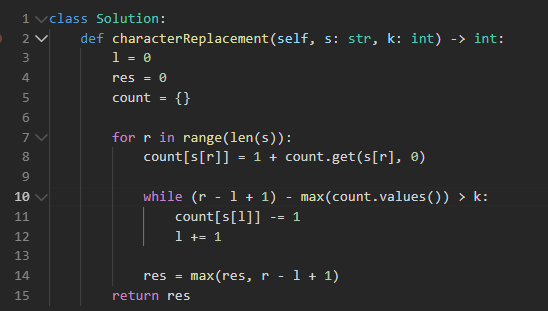 1 class Solution:
2     def characterReplacement(self, s: str, k: int) -> int:
3         l = 0
4         res = 0
5         count = {}
6
7         for r in range(len(s)):
8             count[s[r]] = 1 + count.get(s[r], 0)
9
10             while (r - l + 1) - max(count.values()) > k:
11                 count[s[l]] -= 1
12                 l += 1
13
14             res = max(res, r - l + 1)
15         return res